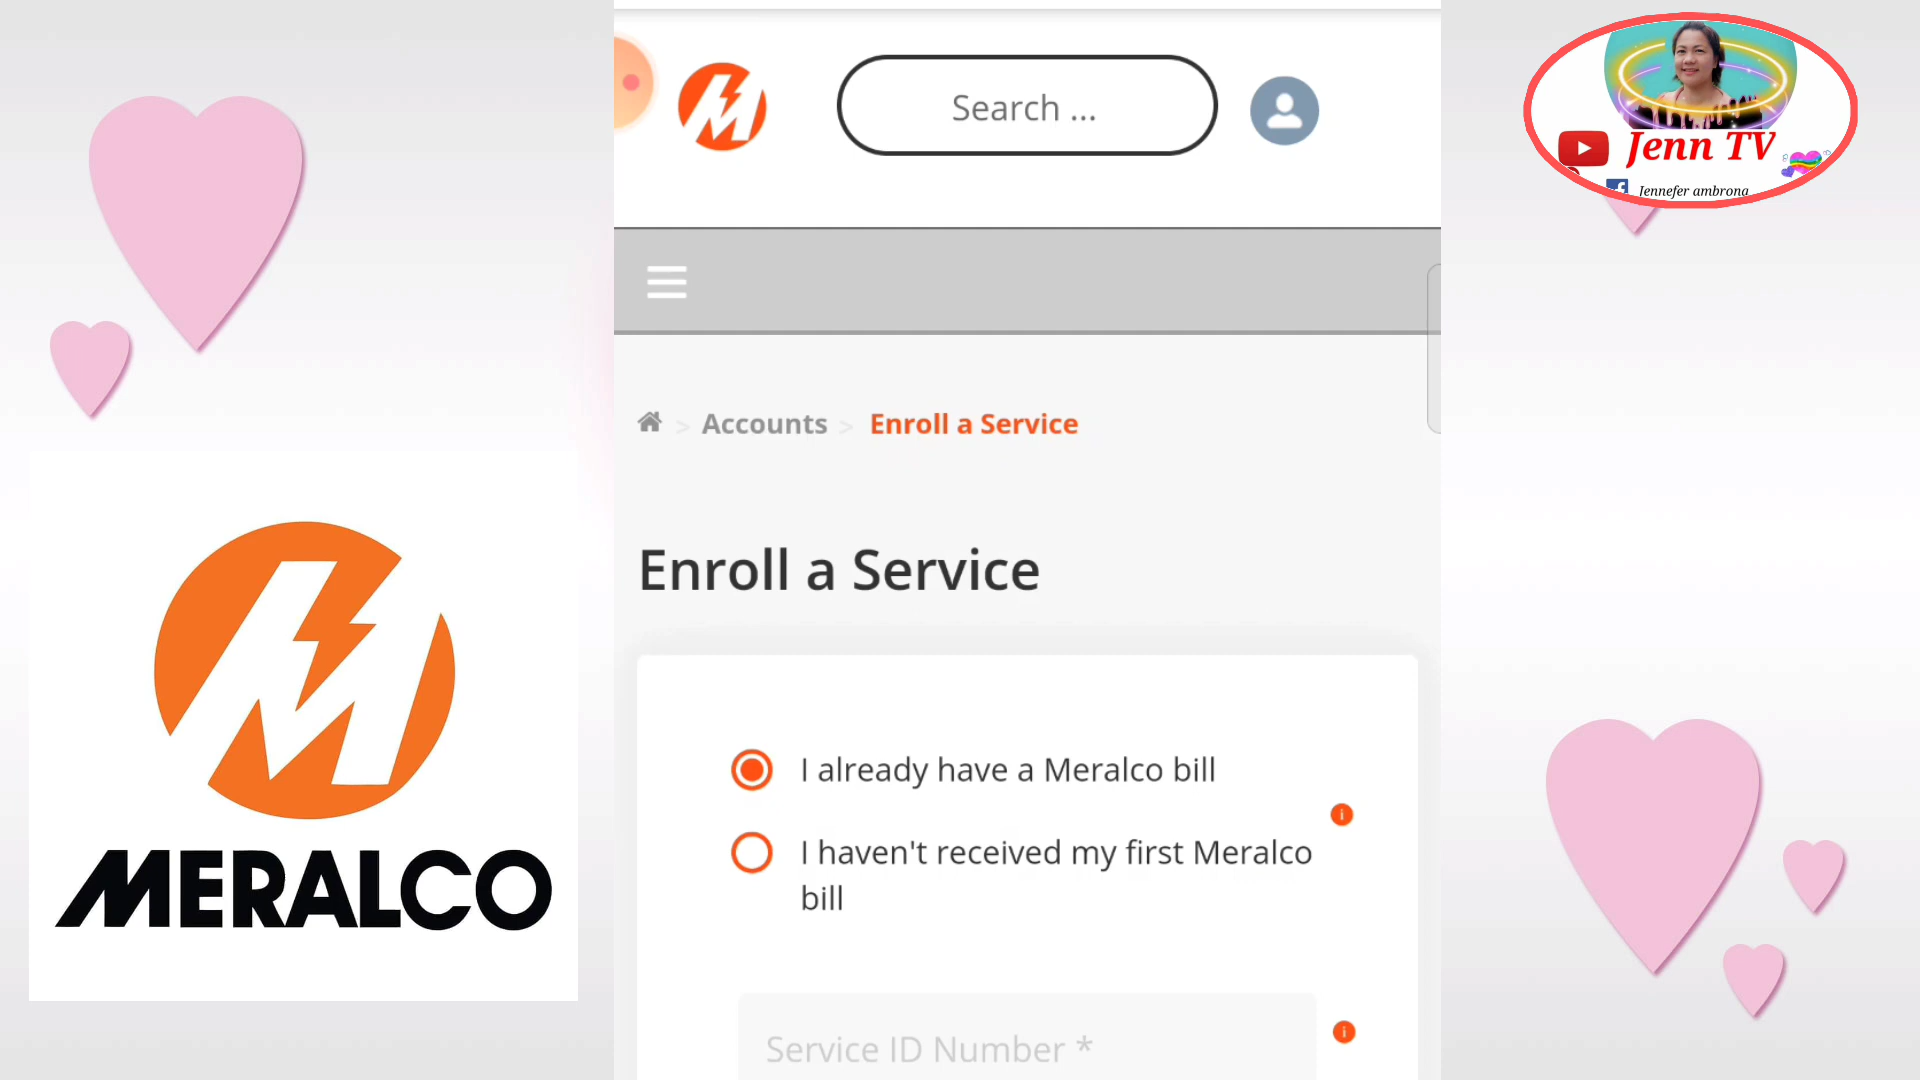 Search ...
Jenn TV
Jennefer ambrona
Accounts > Enroll a Service
Enroll a Service
I already have a Meralco bill
I haven't received my first Meralco
bill
Service ID Number *
MERALCO